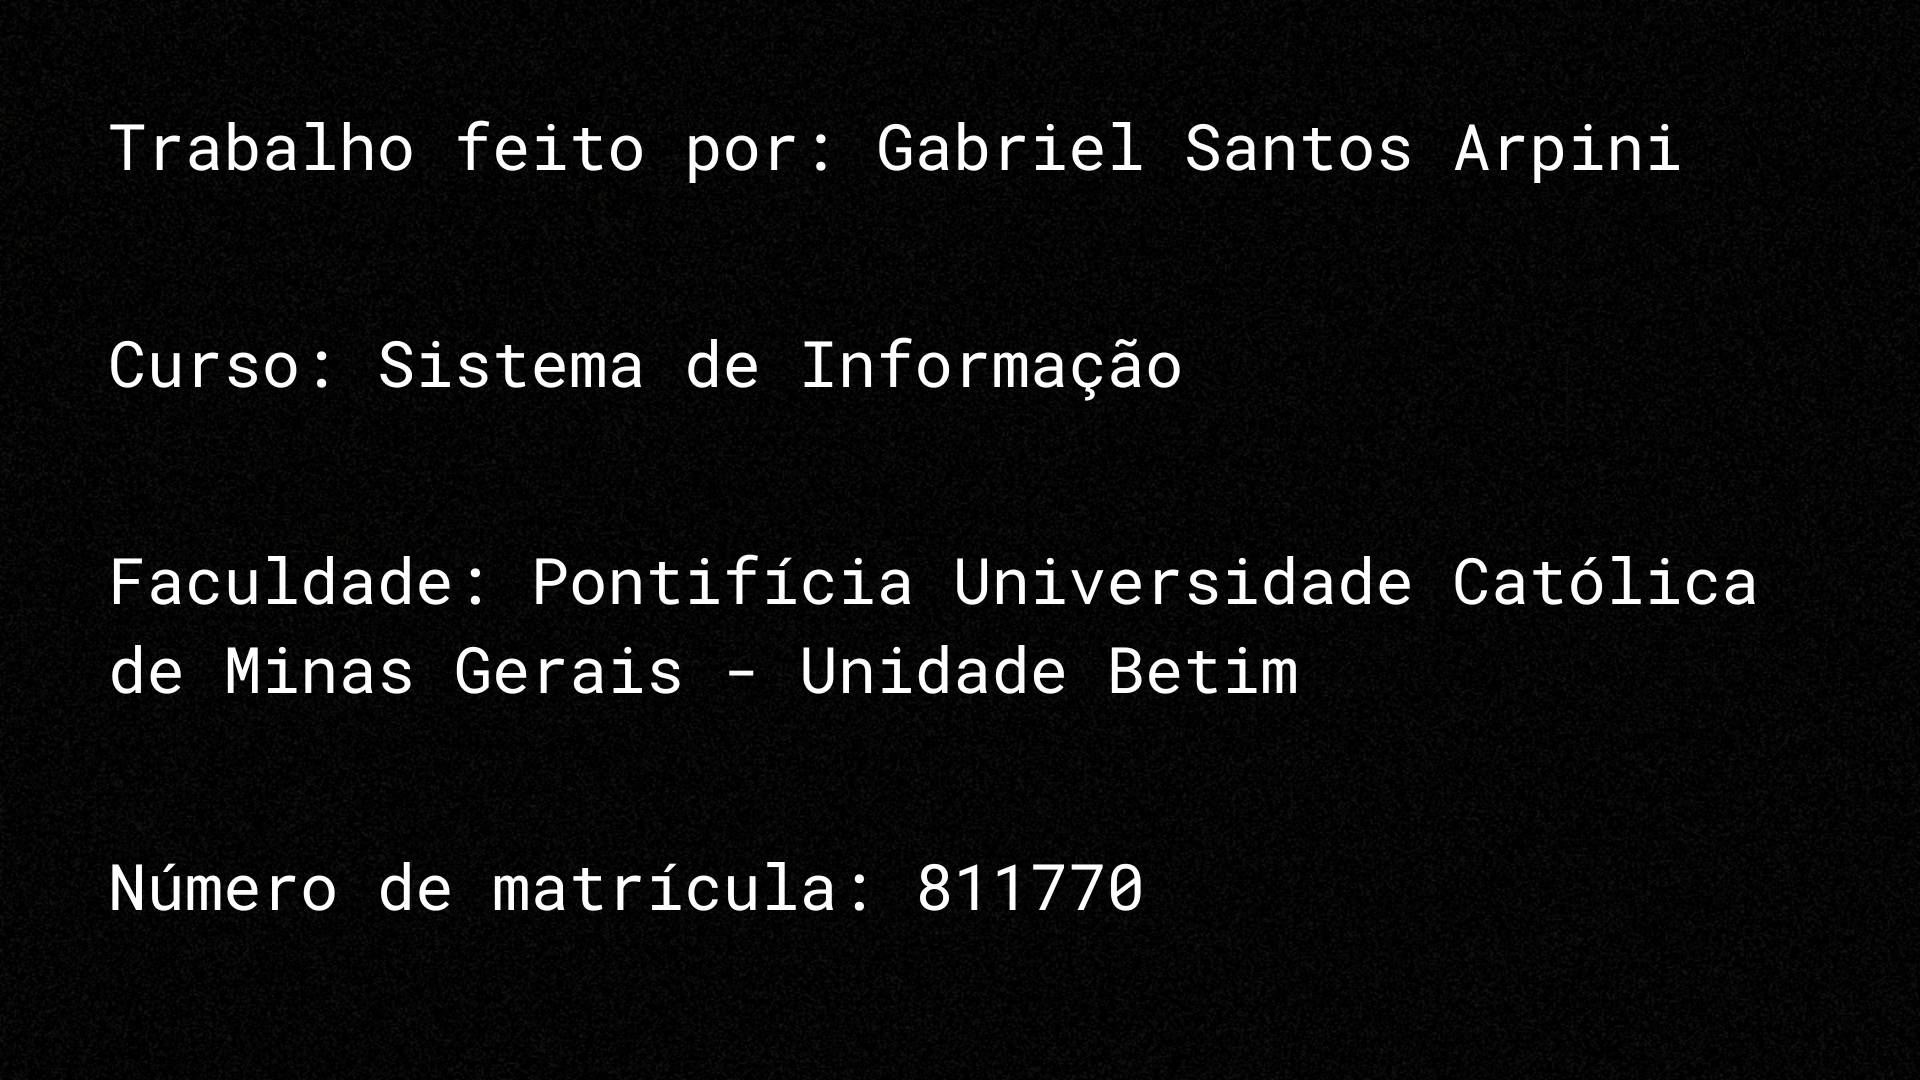 Trabalho feito por: Gabriel Santos Arpini
Curso: Sistema de Informação
Faculdade: Pontifícia Universidade Católica
de Minas Gerais - Unidade Betim
Número de matrícula: 811770